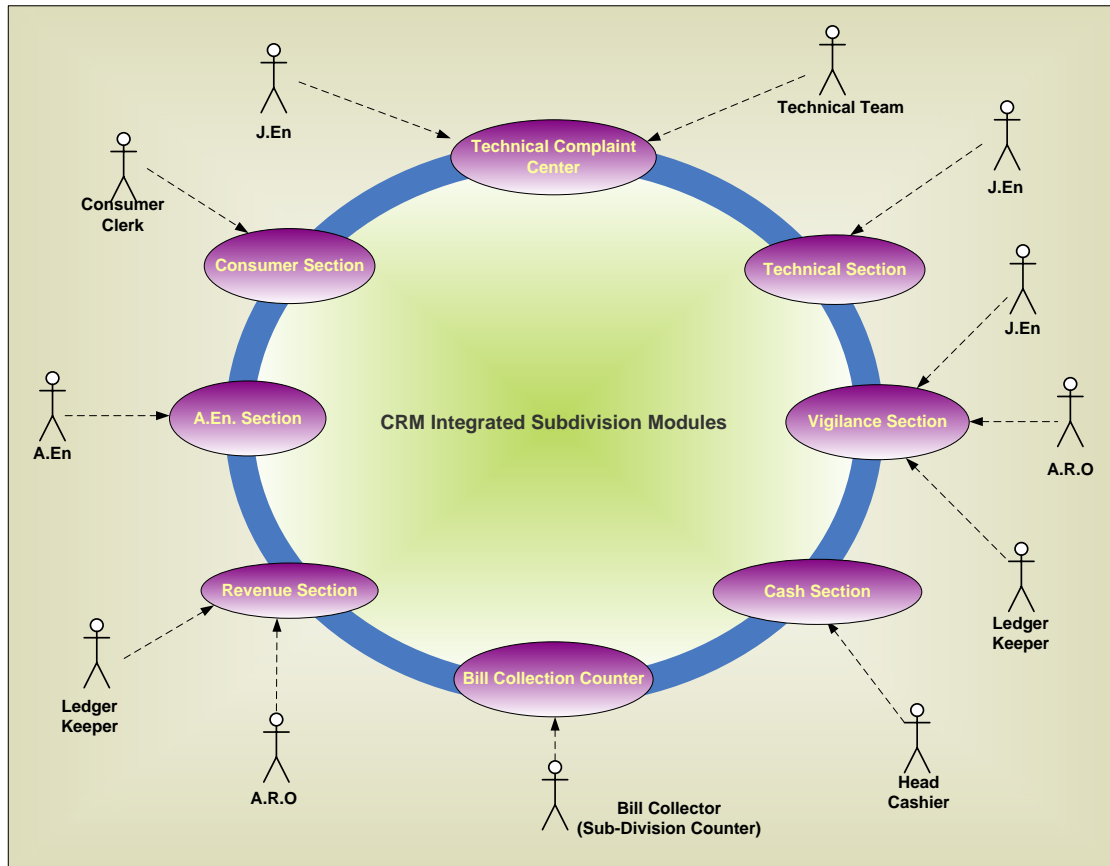 J.En
Technical Team
Technical Complaint
Center
J.En
Consumer
Clerk
Consumer Section
Technical Section
J.En
A.En
A.En. Section
CRM Integrated Subdivision Modules
Vigilance Section
A.R.O
Revenue Section
Cash Section
Ledger
Keeper
Bill Collection Counter
Ledger
Keeper
A.R.O
Bill Collector
(Sub-Division Counter)
Head
Cashier